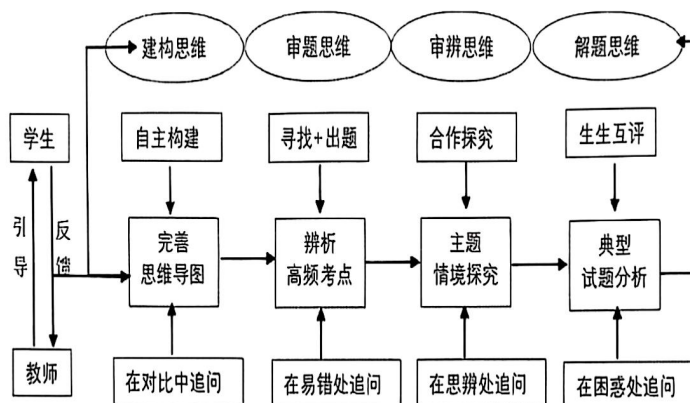 建构思维
审题思维
审辨思维
解题思维
学生
自主构建
寻找+出题
合作探究
生生互评
引导
反馈
完善
思维导图
辨析
高频考点
主题
情境探究
典型
试题分析
教师
在对比中追问
在易错处追问
在思辨处追问
在困惑处追问